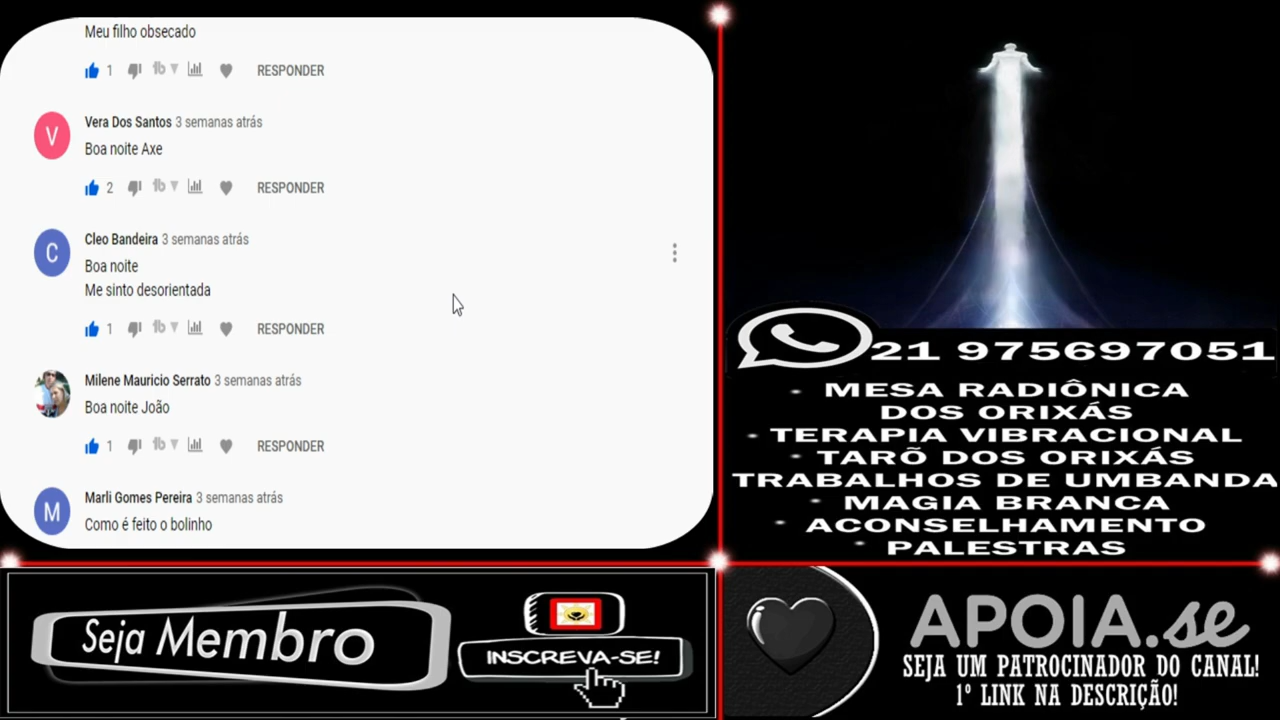 Meu filho obsecado
1 RESPONDER
V
Vera Dos Santos 3 semanas atrás
Boa noite Axe
2 RESPONDER
C
Cleo Bandeira 3 semanas atrás
Boa noite
Me sinto desorientada
1 RESPONDER
Milene Mauricio Serrato 3 semanas atrás
Boa noite João
1 RESPONDER
M
Marli Gomes Pereira 3 semanas atrás
Como é feito o bolinho
21 975697051
• MESA RADIÔNICA
DOS ORIXÁS
• TERAPIA VIBRACIONAL
• TARÕ DOS ORIXÁS
TRABALHOS DE UMBANDA
• MAGIA BRANCA
• ACONSELHAMENTO
• PALESTRAS
Seja Membro
INSCREVA-SE!
APOIA.se
SEJA UM PATROCINADOR DO CANAL!
1º LINK NA DESCRIÇÃO!